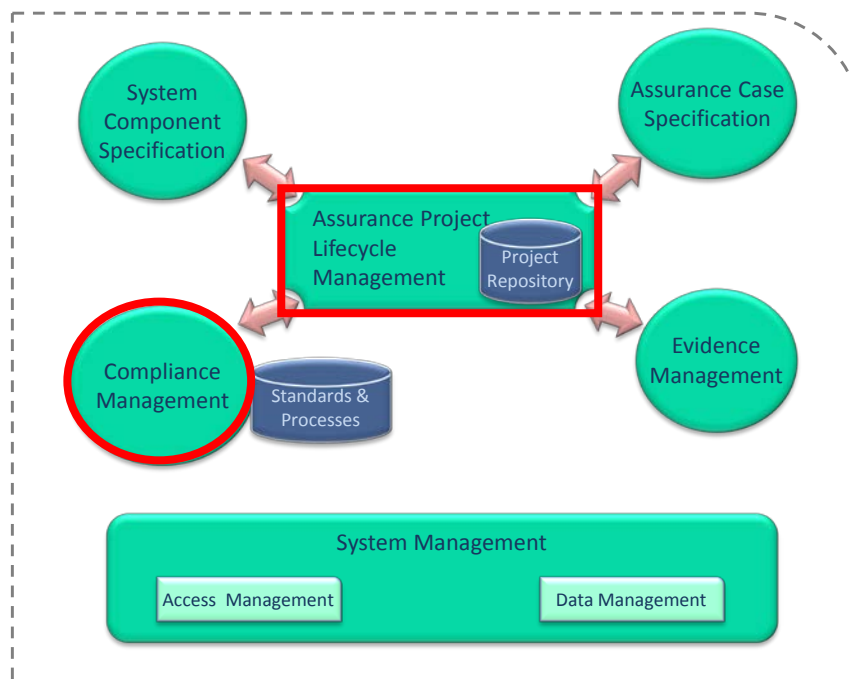 System
Component
Specification
Assurance Case
Specification
Assurance Project
Lifecycle
Management
Project
Repository
Compliance
Management
Standards &
Processes
Evidence
Management
System Management
Access Management
Data Management